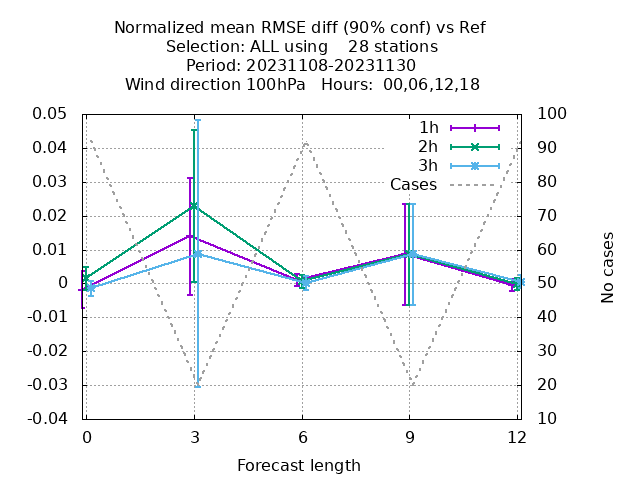 Normalized mean RMSE diff (90% conf) vs Ref
Selection: ALL using    28 stations
Period: 20231108-20231130
Wind direction 100hPa   Hours:  00,06,12,18
0.05
0.04
0.03
0.02
0.01
0
-0.01
-0.02
-0.03
-0.04
100
90
80
70
60
50
40
30
20
10
1h
2h
3h
Cases
No cases
0 3 6 9 12
Forecast length